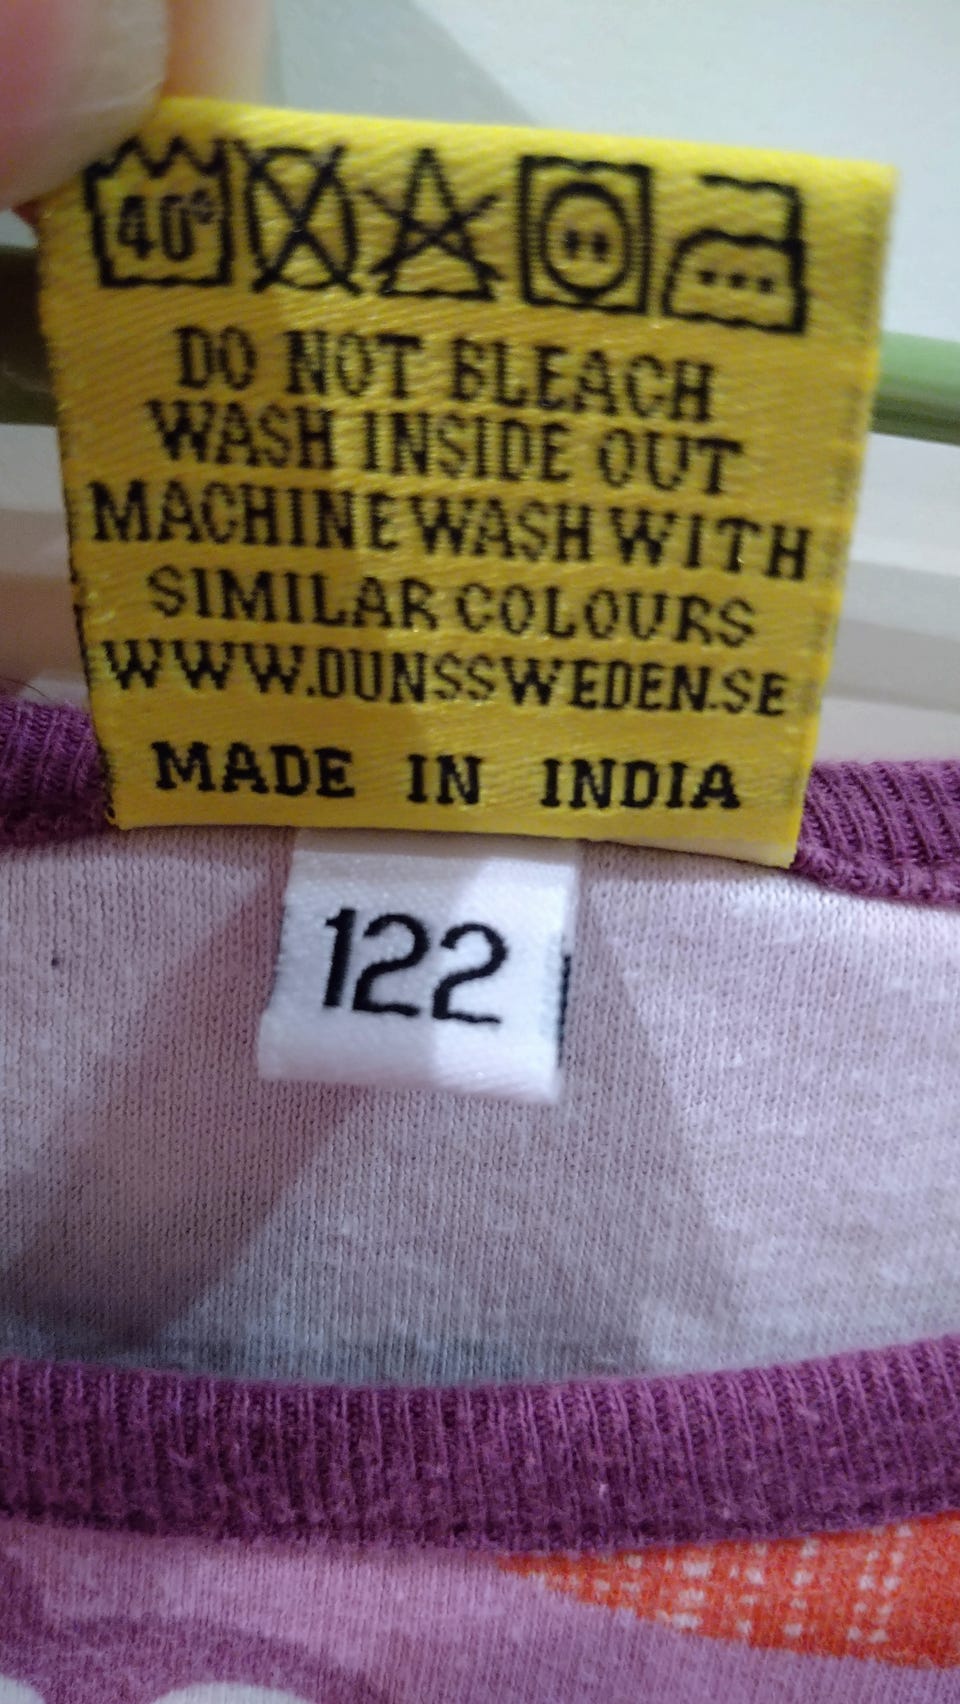 40°
DO NOT BLEACH
WASH INSIDE OUT
MACHINE WASH WITH
SIMILAR COLOURS
WWW.DUNSSWEDEN.SE
MADE IN INDIA
122